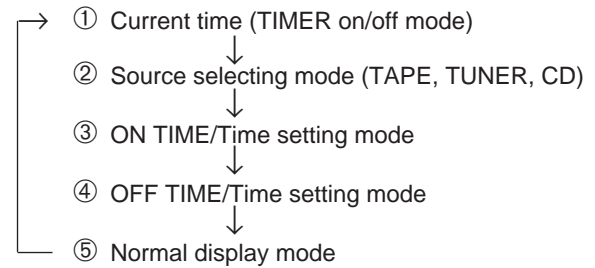 ① Current time (TIMER on/off mode)
② Source selecting mode (TAPE, TUNER, CD)
③ ON TIME/Time setting mode
④ OFF TIME/Time setting mode
⑤ Normal display mode